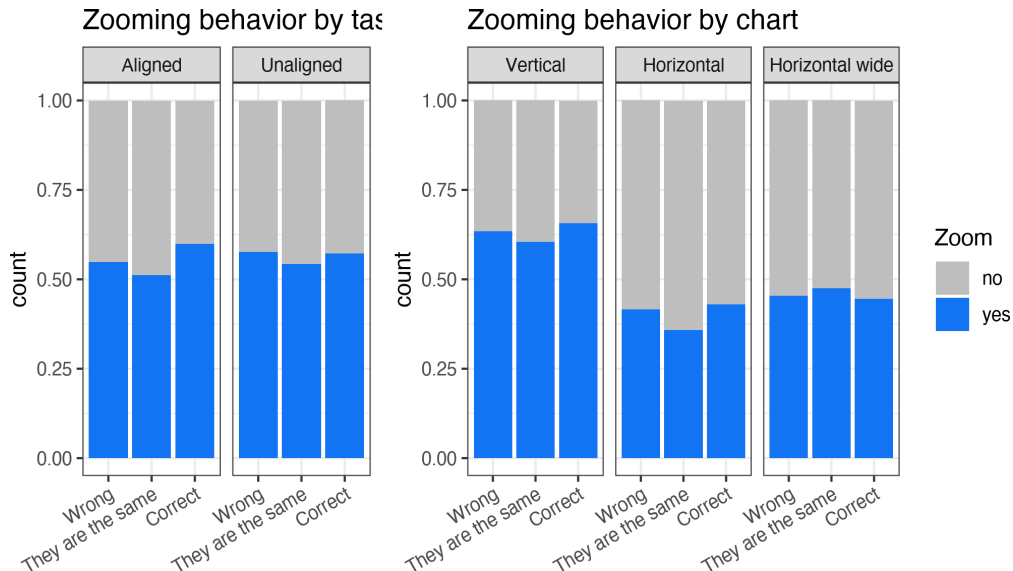 Zooming behavior by tas
Aligned
Unaligned
1.00
0.75
0.50
0.25
0.00
count
Wrong
They are the same
Correct
Wrong
They are the same
Correct
Zooming behavior by chart
Vertical
Horizontal
Horizontal wide
1.00
0.75
0.50
0.25
0.00
count
Wrong
They are the same
Correct
Wrong
They are the same
Correct
Wrong
They are the same
Correct
Zoom
no
yes